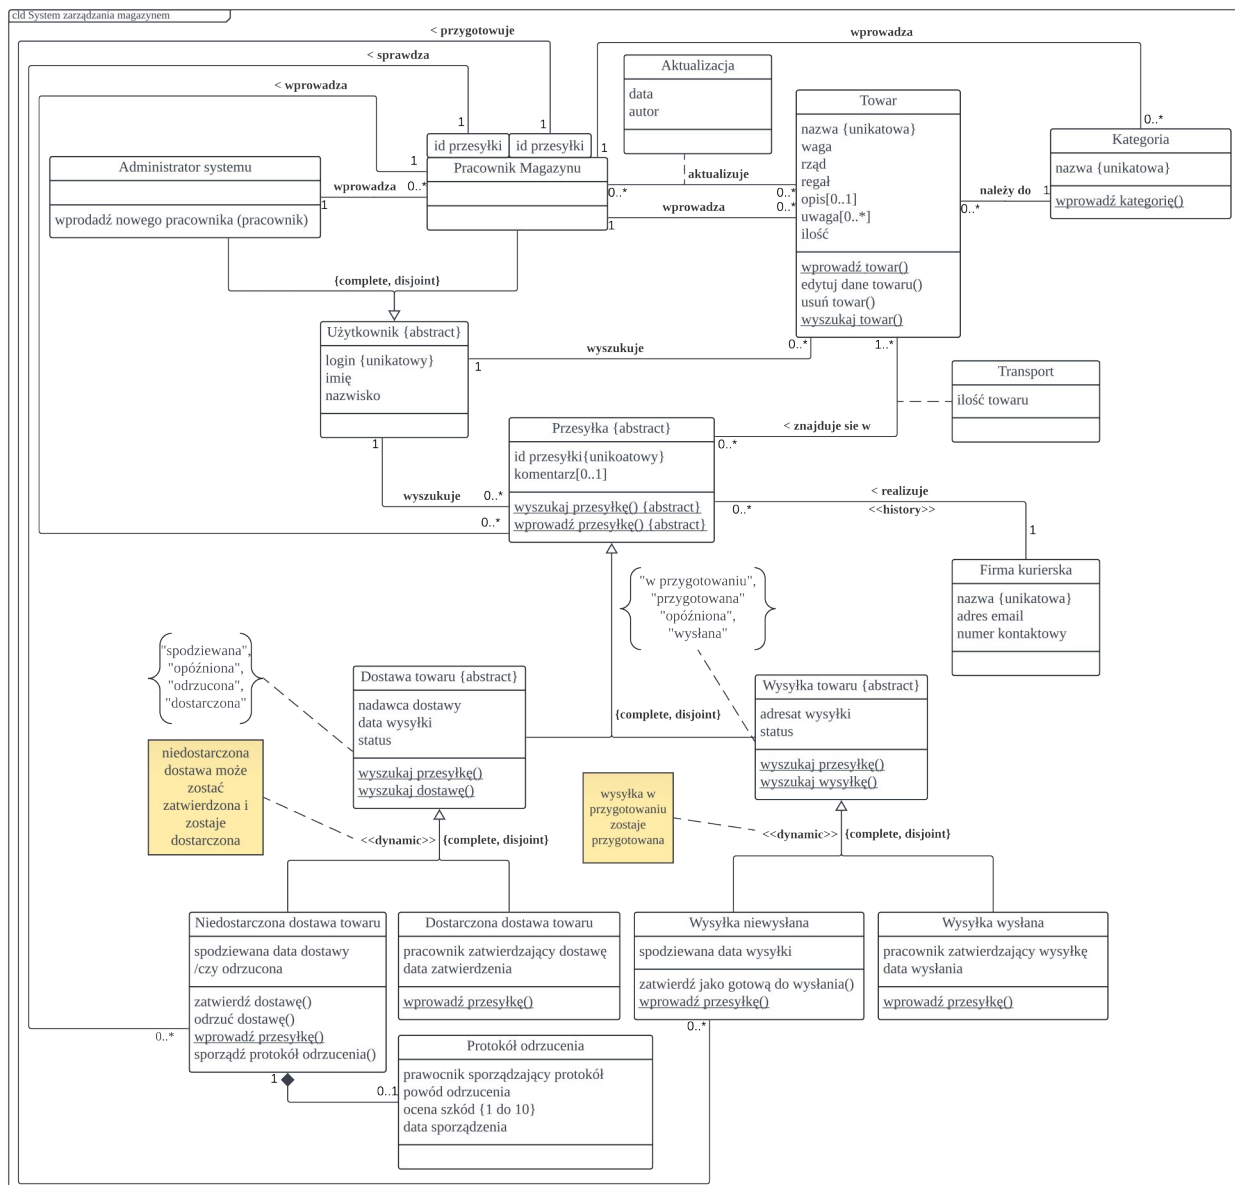 cld System zarządzania magazynem
< przygotowuje
wprowadza
< sprawdza
< wprowadza
Aktualizacja
data
autor
Towar
nazwa {unikatowa}
waga
rząd
regał
opis[0..1]
uwaga[0..*]
ilość
wprowadź towar()
edytuj dane towaru()
usuń towar()
wyszukaj towar()
1
1
0..*
id przesyłki
id przesyłki
Kategoria
nazwa {unikatowa}
wprowadź kategorię()
1
1
Administrator systemu
wprodadź nowego pracownika (pracownik)
Pracownik Magazynu
aktualizuje
wprowadza
0..*
0..*
0..*
należy do
1
1
wprowadza
0..*
0..*
1
{complete, disjoint}
Użytkownik {abstract}
login {unikatowy}
imię
nazwisko
wyszukuje
0..*
1..*
1
Transport
ilość towaru
Przesyłka {abstract}
id przesyłki{unikoatowy}
komentarz[0..1]
wyszukaj przesyłkę() {abstract}
wprowadź przesyłkę() {abstract}
< znajduje sie w
0..*
1
wyszukuje
0..*
0..*
< realizuje
<<history>>
0..*
1
Firma kurierska
nazwa {unikatowa}
adres email
numer kontaktowy
"w przygotowaniu",
"przygotowana"
"opóźniona",
"wysłana"
"spodziewana",
"opóźniona",
"odrzucona",
"dostarczona"
Dostawa towaru {abstract}
nadawca dostawy
data wysyłki
status
wyszukaj przesyłkę()
wyszukaj dostawę()
{complete, disjoint}
Wysyłka towaru {abstract}
adresat wysyłki
status
wyszukaj przesyłkę()
wyszukaj wysyłkę()
niedostarczona
dostawa może
zostać
zatwierdzona i
zostaje
dostarczona
wysyłka w
przygotowaniu
zostaje
przygotowana
<<dynamic>>
{complete, disjoint}
<<dynamic>>
{complete, disjoint}
Niedostarczona dostawa towaru
spodziewana data dostawy
/czy odrzucona
zatwierdź dostawę()
odrzuć dostawę()
wprowadź przesyłkę()
sporządź protokół odrzucenia()
Dostarczona dostawa towaru
pracownik zatwierdzający dostawę
data zatwierdzenia
wprowadź przesyłkę()
Wysyłka niewysłana
spodziewana data wysyłki
zatwierdź jako gotową do wysłania()
wprowadź przesyłkę()
Wysyłka wysłana
pracownik zatwierdzający wysyłkę
data wysłania
wprowadź przesyłkę()
0..*
0..*
1
0..1
Protokół odrzucenia
prawocnik sporządzający protokół
powód odrzucenia
ocena szkód {1 do 10}
data sporządzenia